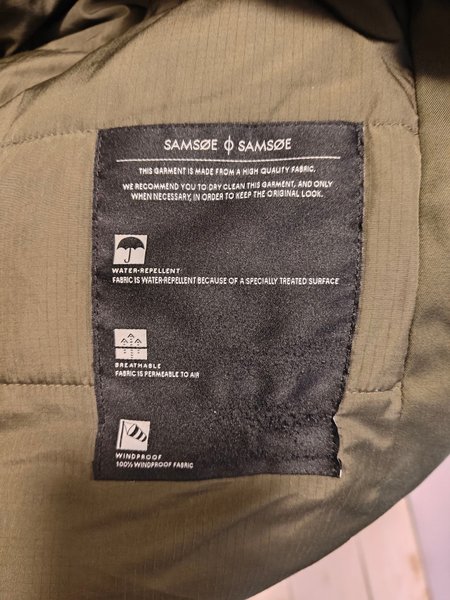 SAMSØE ϕ SAMSØE
THIS GARMENT IS MADE FROM A HIGH QUALITY FABRIC.
WE RECOMMEND YOU TO DRY CLEAN THIS GARMENT, AND ONLY
WHEN NECESSARY, IN ORDER TO KEEP THE ORIGINAL LOOK.
WATER-REPELLENT
FABRIC IS WATER-REPELLENT BECAUSE OF A SPECIALLY TREATED SURFACE
BREATHABLE
FABRIC IS PERMEABLE TO AIR
WINDPROOF
100% WINDPROOF FABRIC